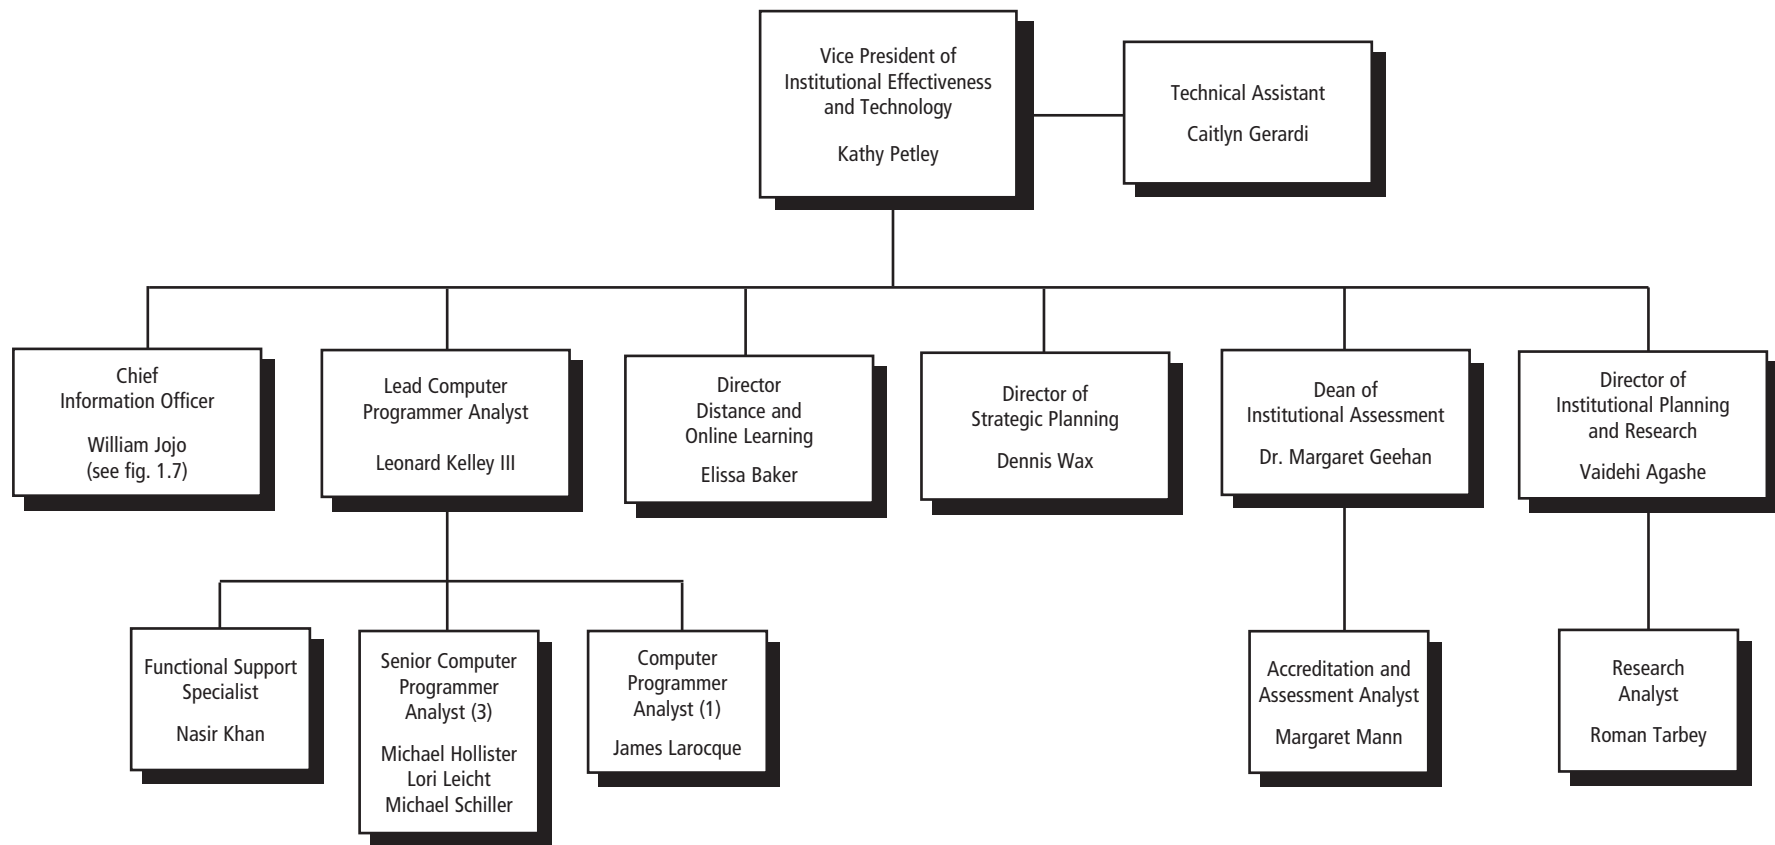 Vice President of
Institutional Effectiveness
and Technology
Kathy Petley
Technical Assistant
Caitlyn Gerardi
Chief
Information Officer
William Jojo
(see fig. 1.7)
Lead Computer
Programmer Analyst
Leonard Kelley III
Director
Distance and
Online Learning
Elissa Baker
Director of
Strategic Planning
Dennis Wax
Dean of
Institutional Assessment
Dr. Margaret Geehan
Director of
Institutional Planning
and Research
Vaidehi Agashe
Functional Support
Specialist
Nasir Khan
Senior Computer
Programmer
Analyst (3)
Michael Hollister
Lori Leicht
Michael Schiller
Computer
Programmer
Analyst (1)
James Larocque
Accreditation and
Assessment Analyst
Margaret Mann
Research
Analyst
Roman Tarbey